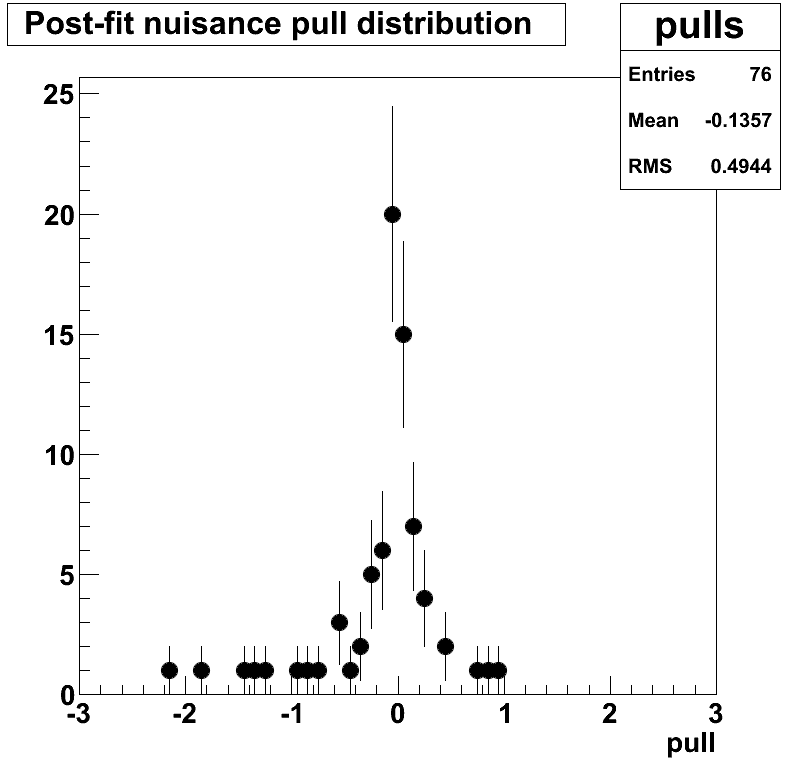 Post-fit nuisance pull distribution
pulls
Entries 76
Mean -0.1357
RMS 0.4944
25
20
15
10
5
0
-3 -2 -1 0 1 2 3
pull